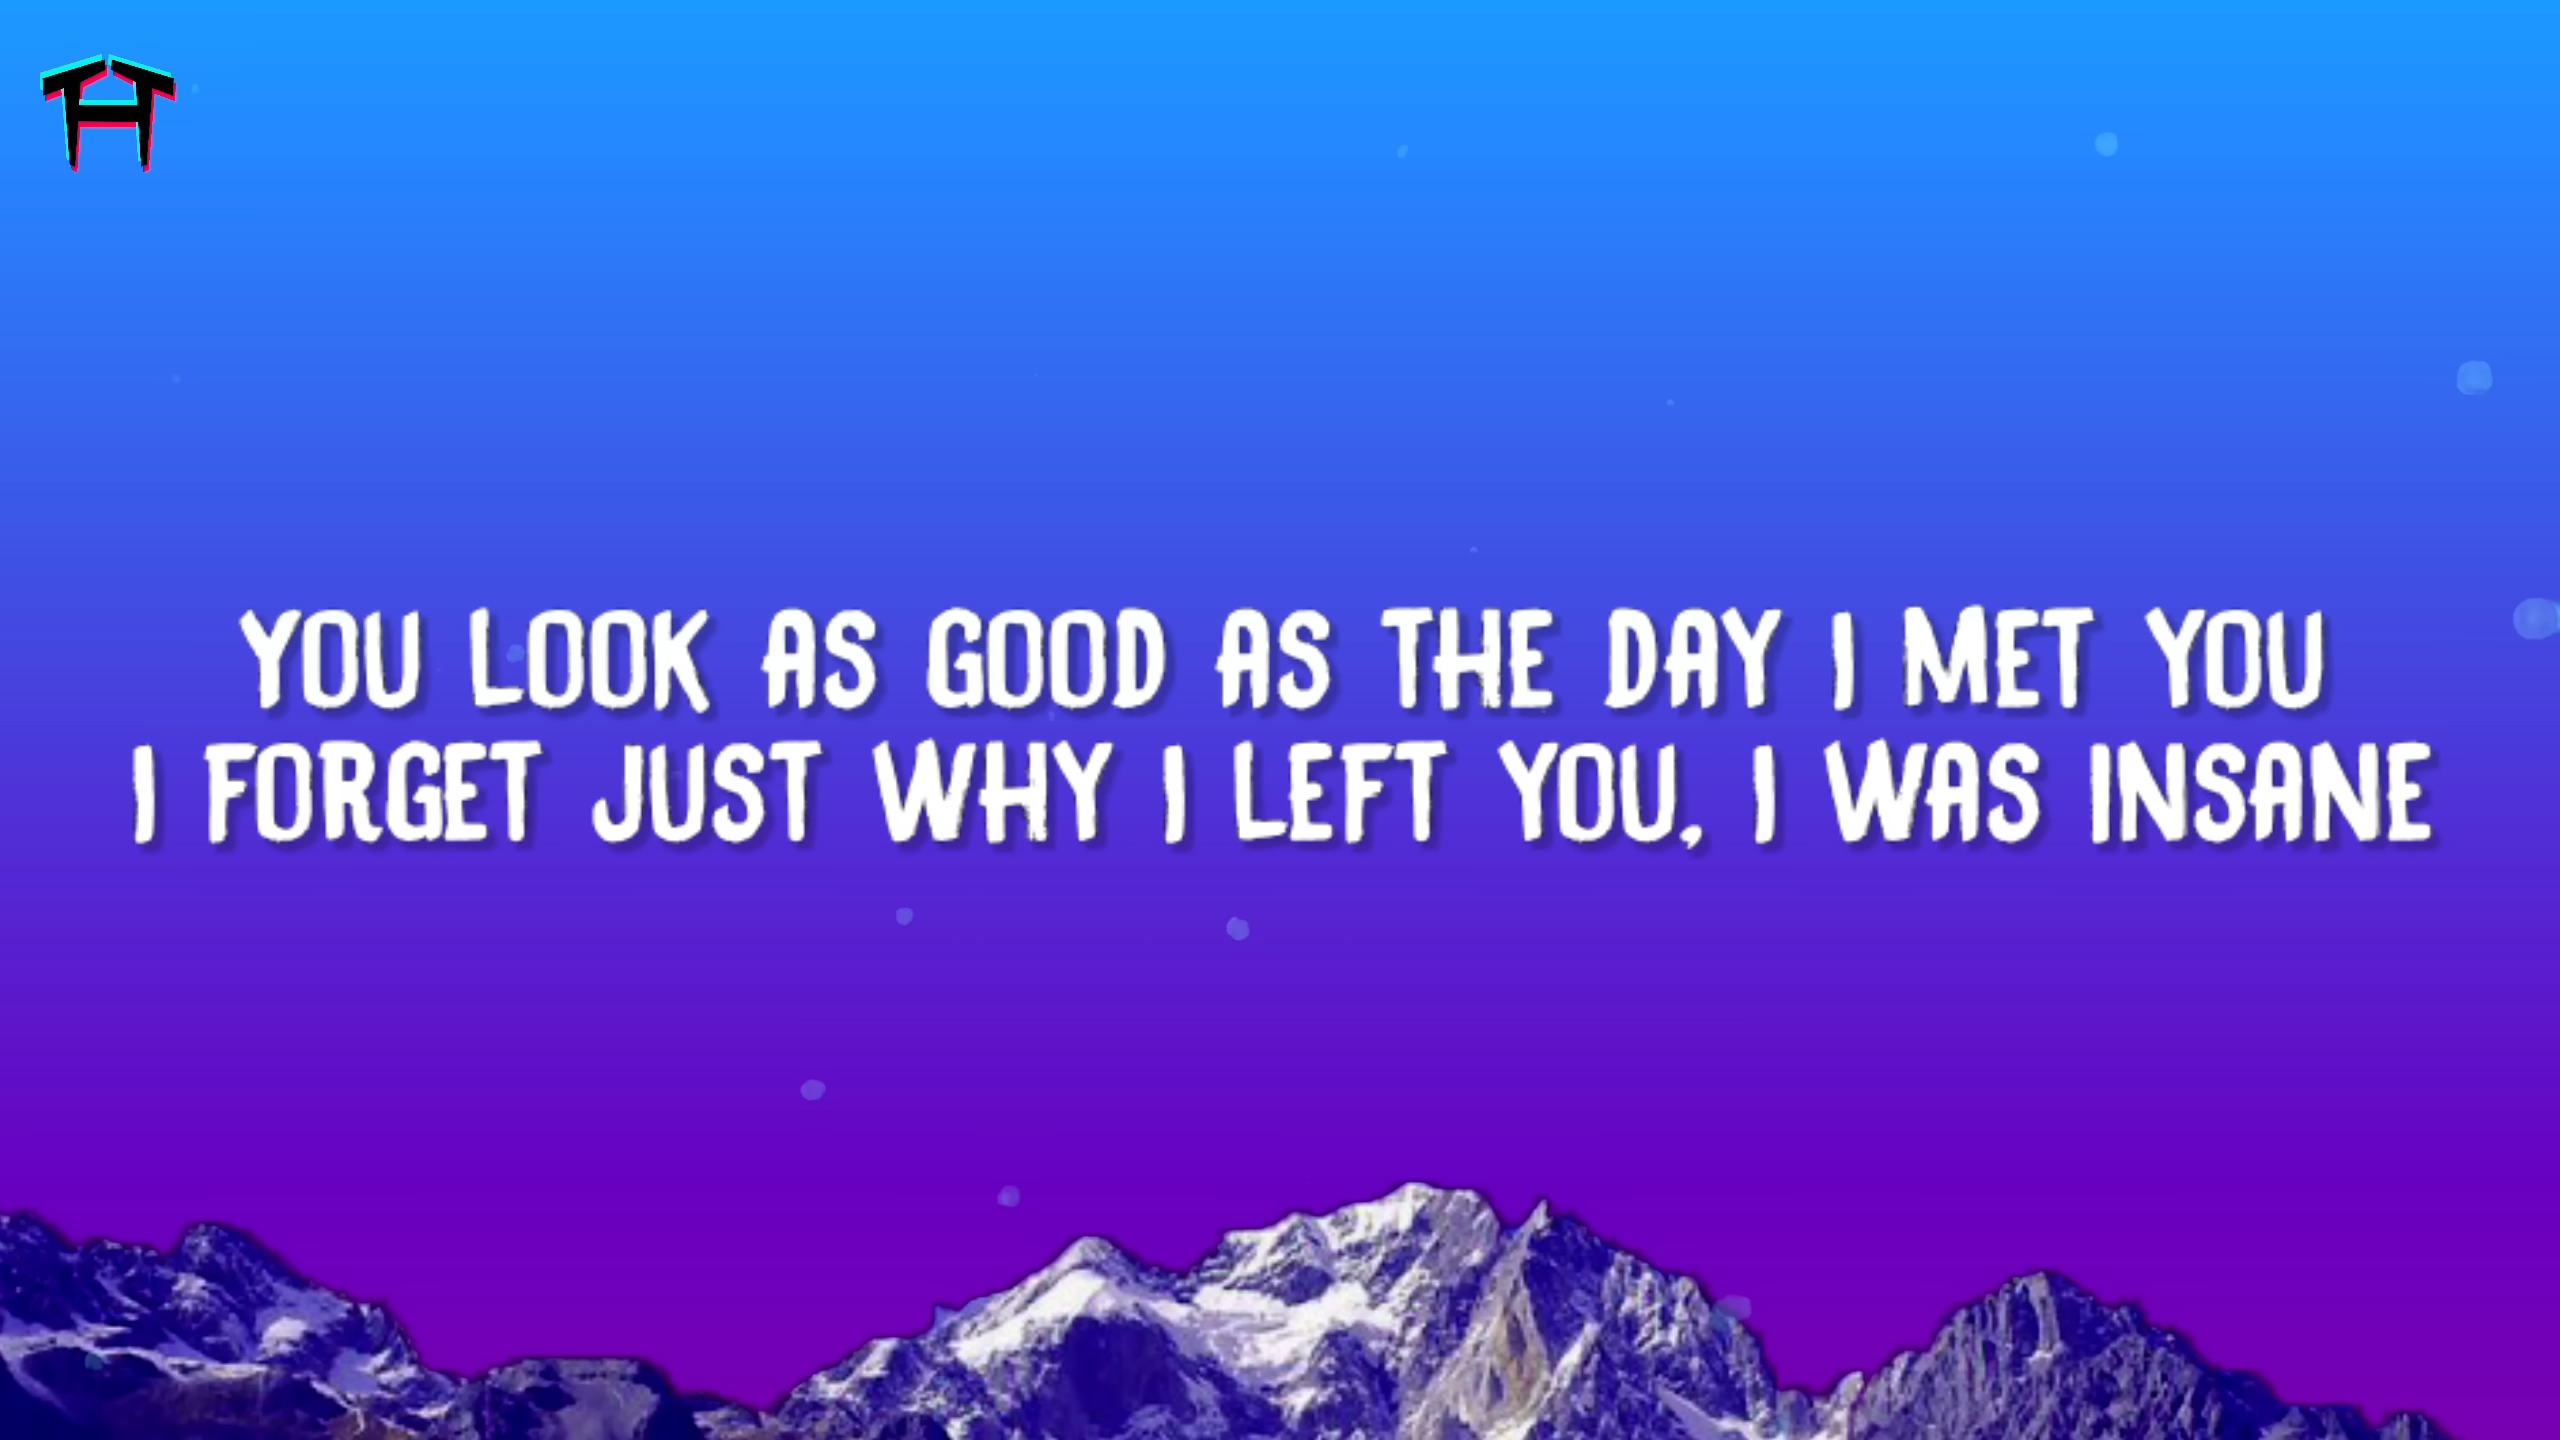 YOU LOOK AS GOOD AS THE DAY I MET YOU
I FORGET JUST WHY I LEFT YOU, I WAS INSANE